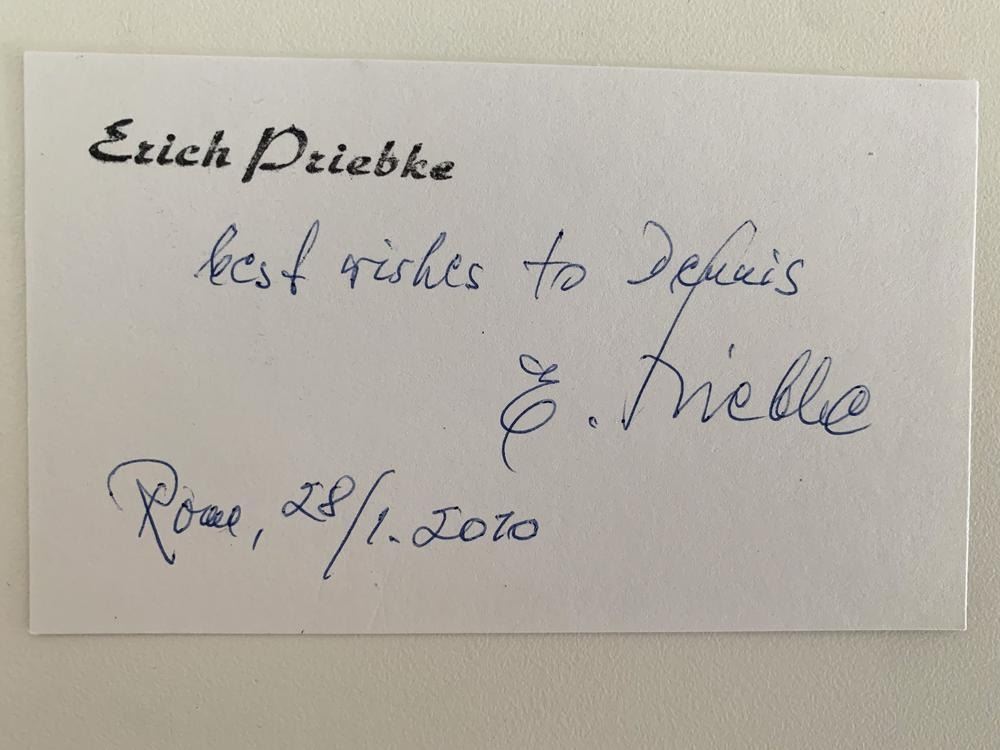 Erich Priebke
best wishes to Dennis
E. Priebke
Rome, 28/1.2010